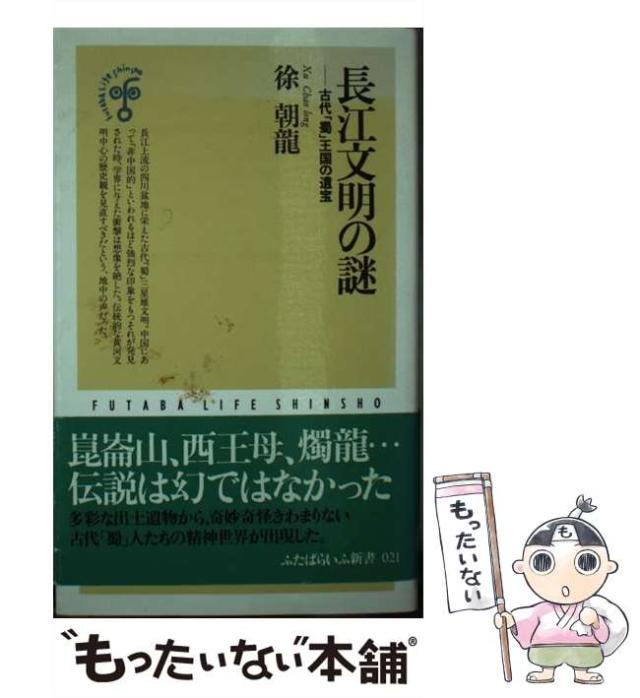 Futaba Life Shinsho
長江文明の謎
──古代「蜀」王国の遺宝
Xu Chao long
徐 朝龍
長江上流の四川盆地に栄えた古代「蜀」三星堆文明。中国にあ
って、「非中国的」といわれるほど強烈な印象をもつそれが発見
された時、学界に与えた衝撃は想像を絶した。伝統的な黄河文
明中心の歴史観を見直すべきだという、地中の声だった。
FUTABA LIFE SHINSHO
崑崙山、西王母、燭龍…
伝説は幻ではなかった
多彩な出土遺物から、奇妙奇怪きわまりない
古代「蜀」人たちの精神世界が出現した。
ふたばらいふ新書 021
もったいない
“もったいない”本舗®